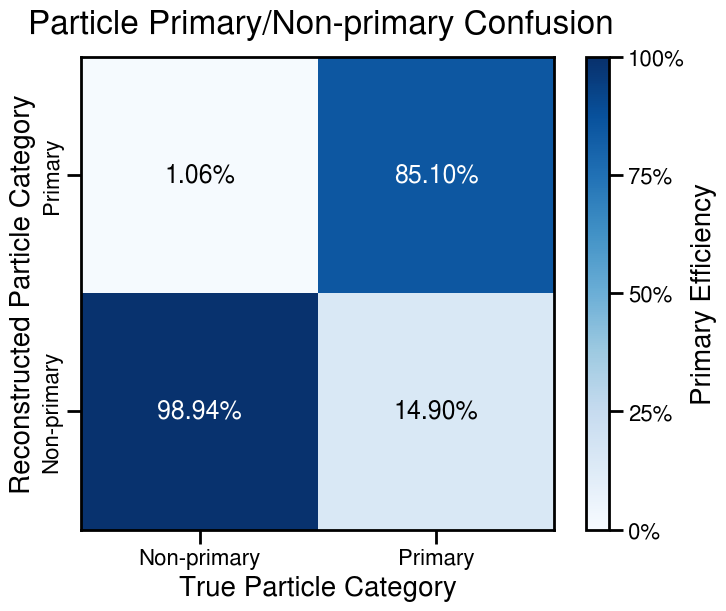 Particle Primary/Non-primary Confusion
Reconstructed Particle Category
Primary
Non-primary
1.06%
85.10%
98.94%
14.90%
Non-primary
Primary
True Particle Category
100%
75%
50%
25%
0%
Primary Efficiency